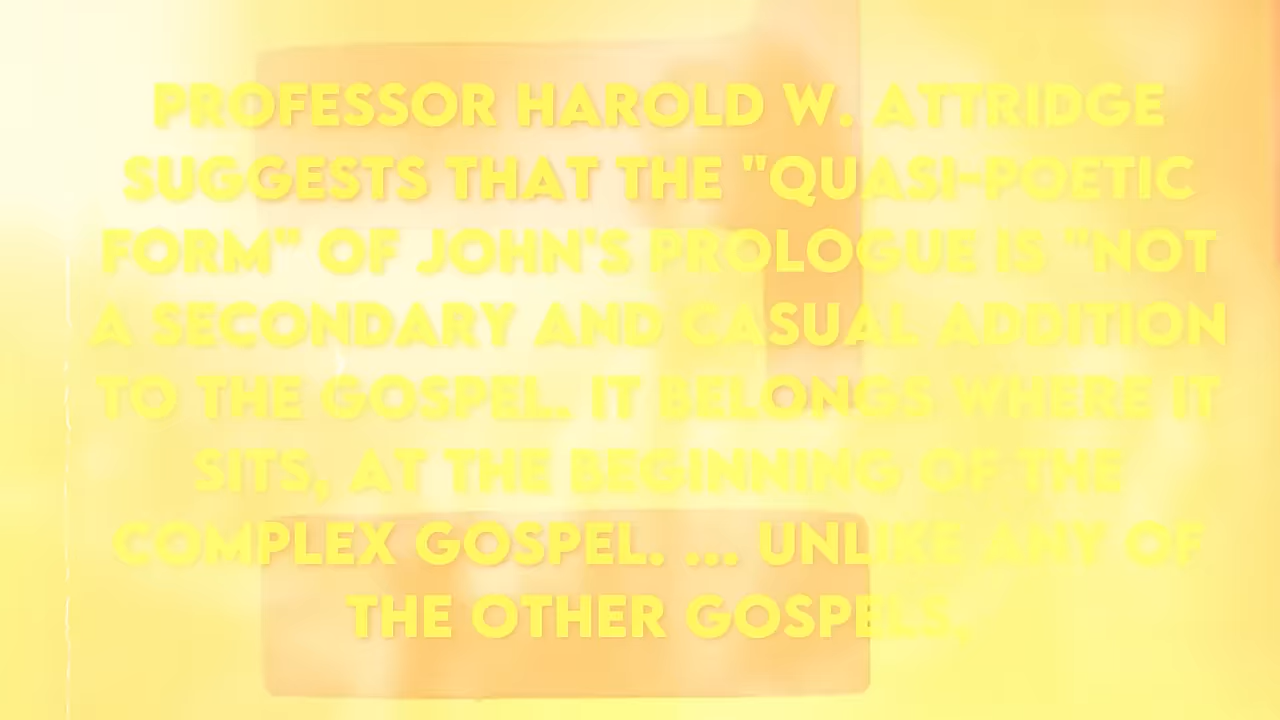 PROFESSOR HAROLD W. ATTRIDGE
SUGGESTS THAT THE "QUASI-POETIC
FORM" OF JOHN'S PROLOGUE IS "NOT
A SECONDARY AND CASUAL ADDITION
TO THE GOSPEL. IT BELONGS WHERE IT
SITS, AT THE BEGINNING OF THE
COMPLEX GOSPEL. ... UNLIKE ANY OF
THE OTHER GOSPELS,